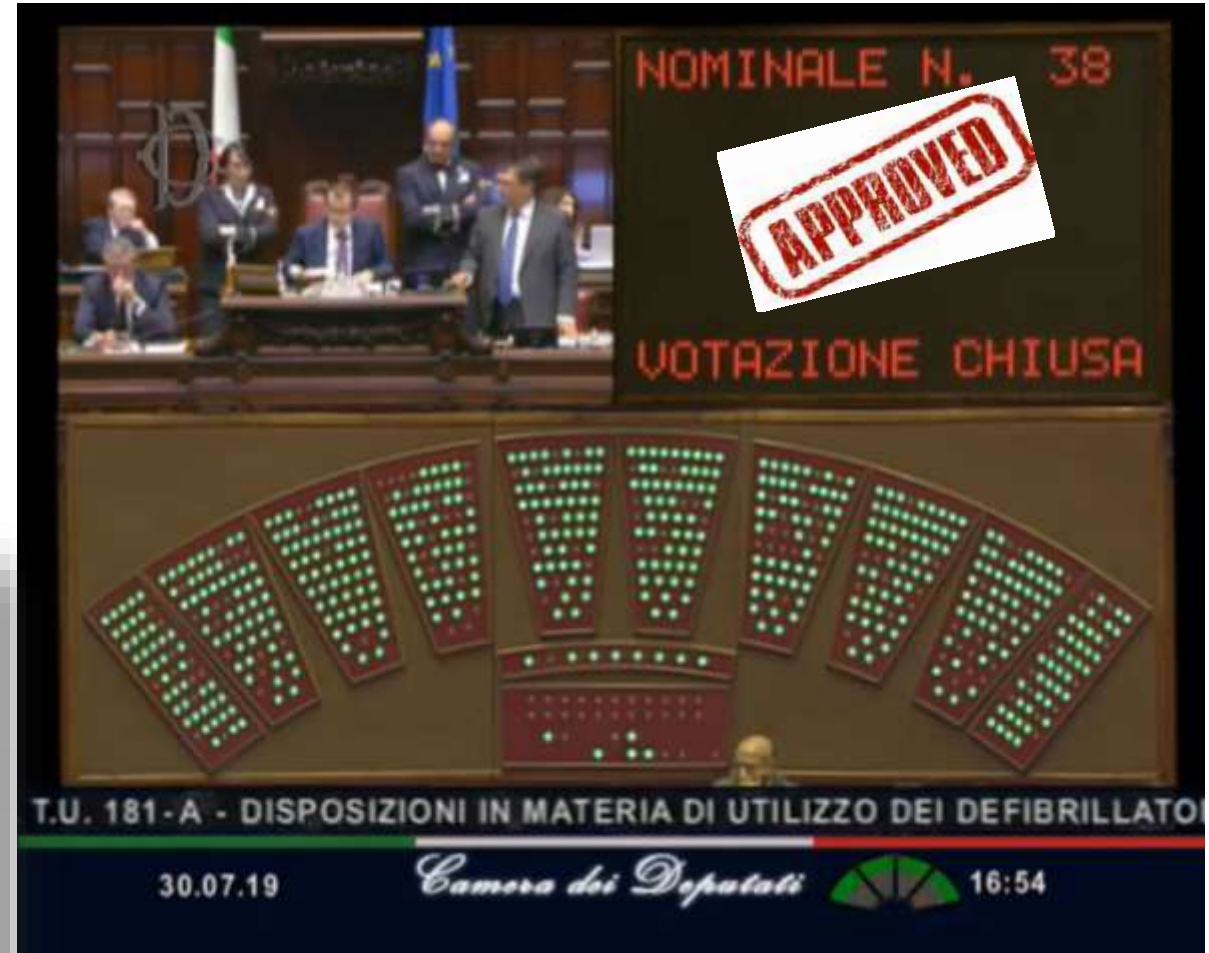 NOMINALE N. 38
APPROVED
VOTAZIONE CHIUSA
T.U. 181-A - DISPOSIZIONI IN MATERIA DI UTILIZZO DEI DEFIBRILLATO
30.07.19
Camera dei Deputati
16:54